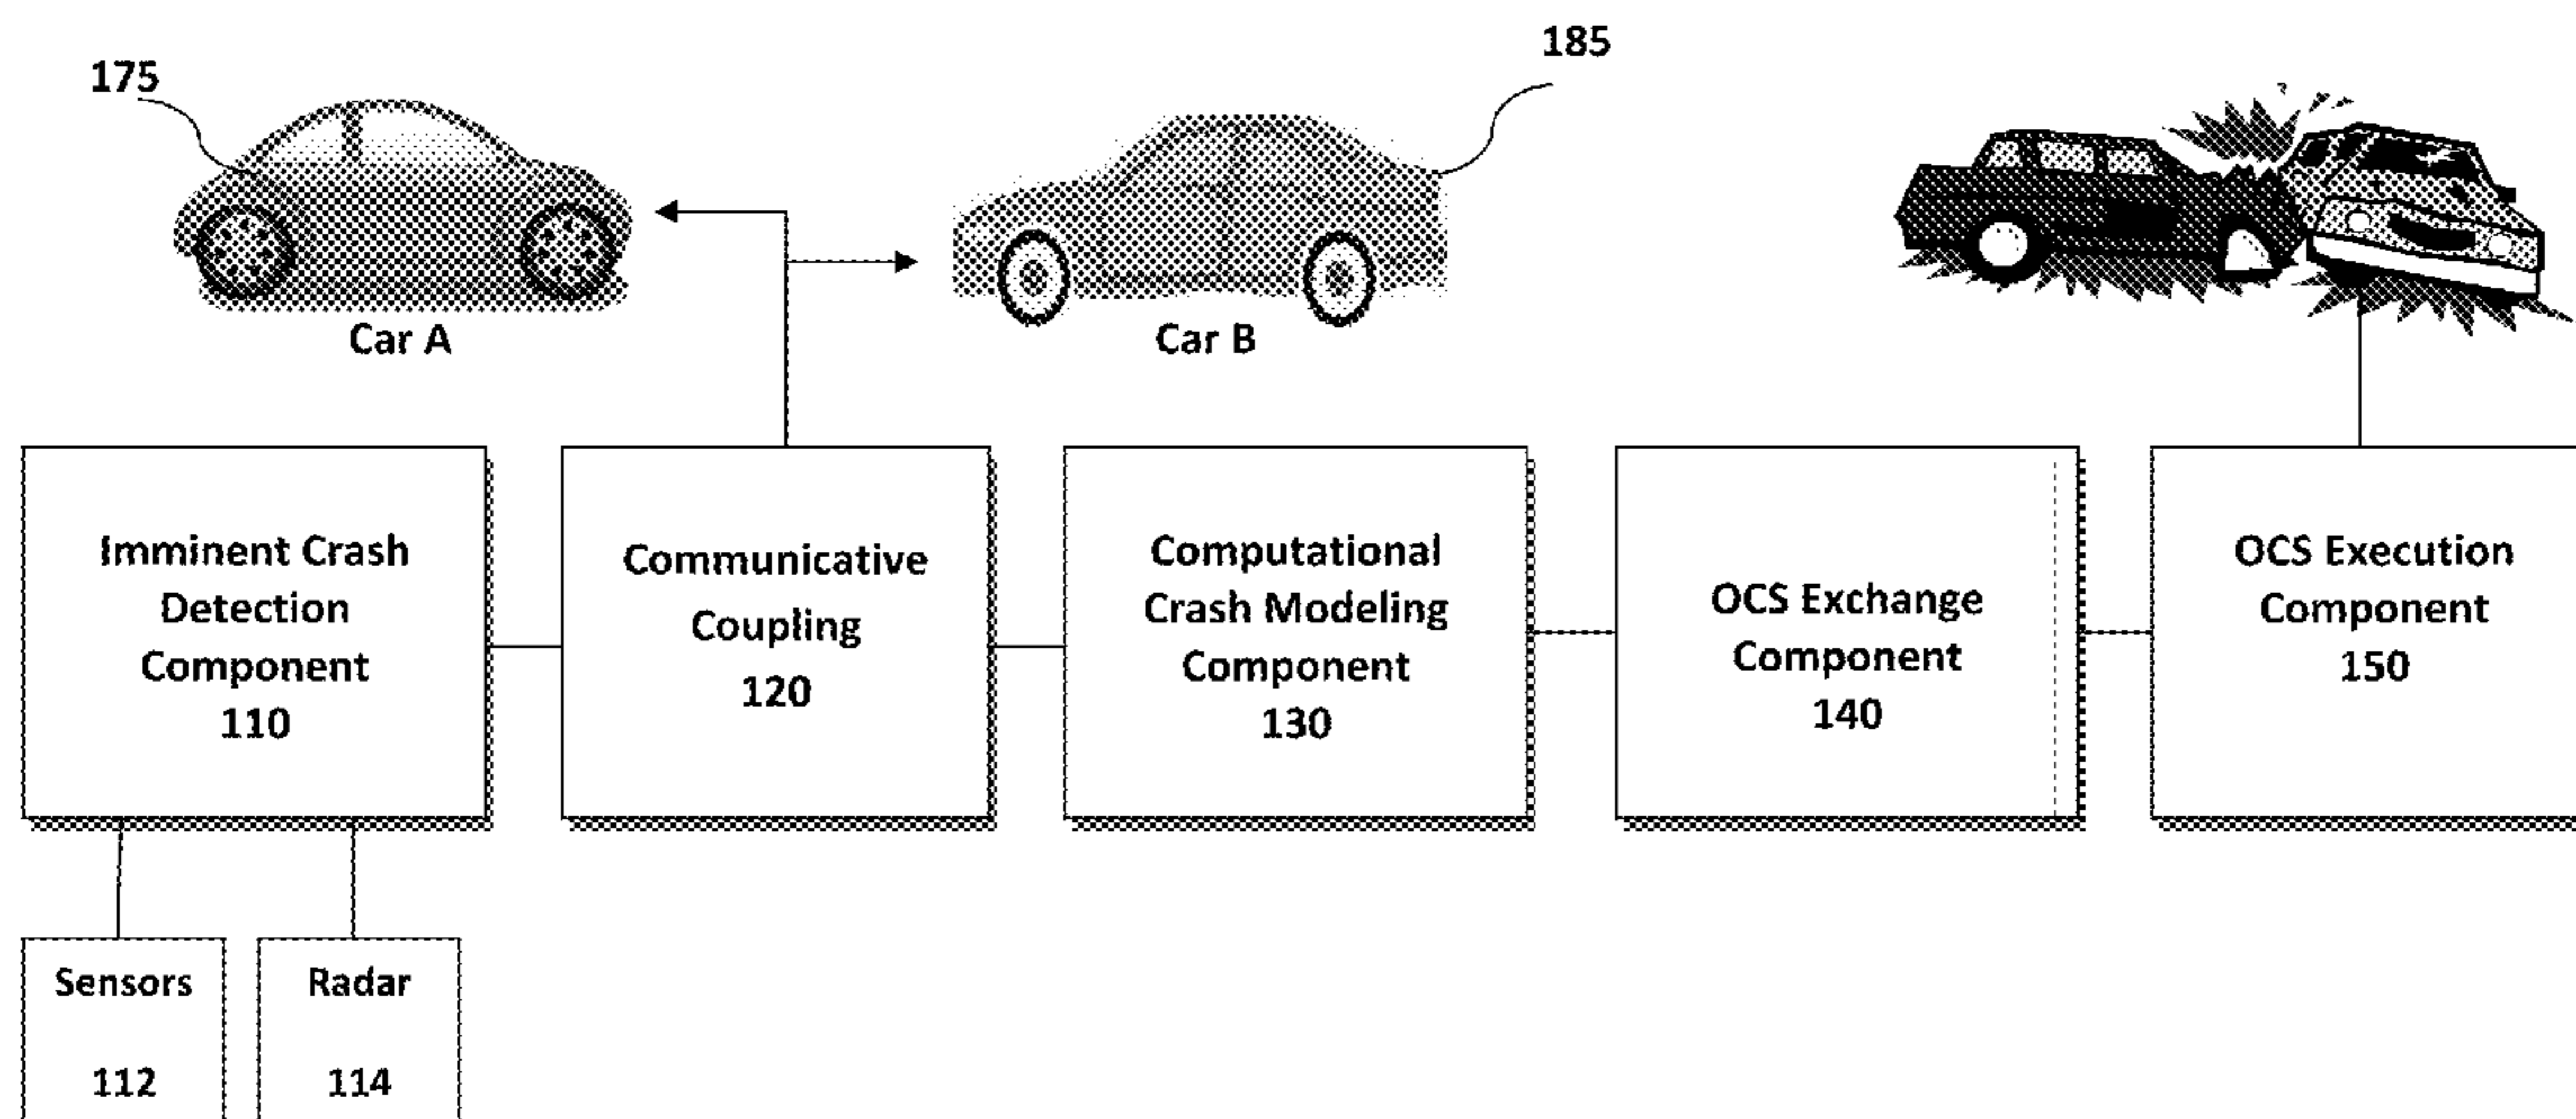 175
185
Car A
Car B
Imminent Crash
Detection
Component
110
Communicative
Coupling
120
Computational
Crash Modeling
Component
130
OCS Exchange
Component
140
OCS Execution
Component
150
Sensors
112
Radar
114